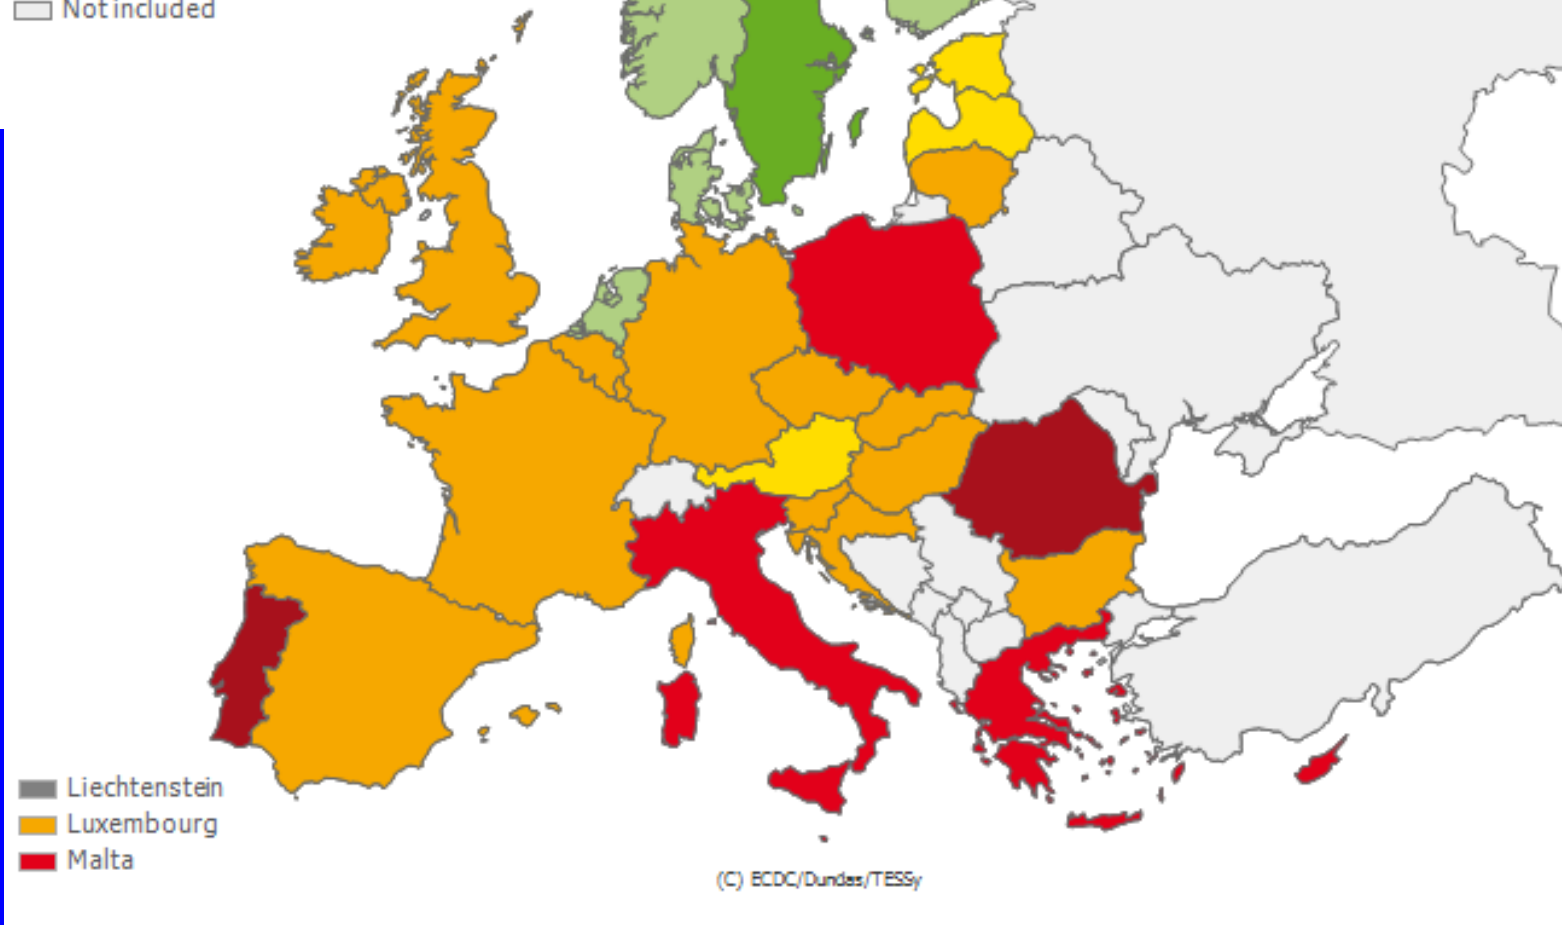 Not included
Liechtenstein
Luxembourg
Malta
(C) ECDC/Dundas/TESSy